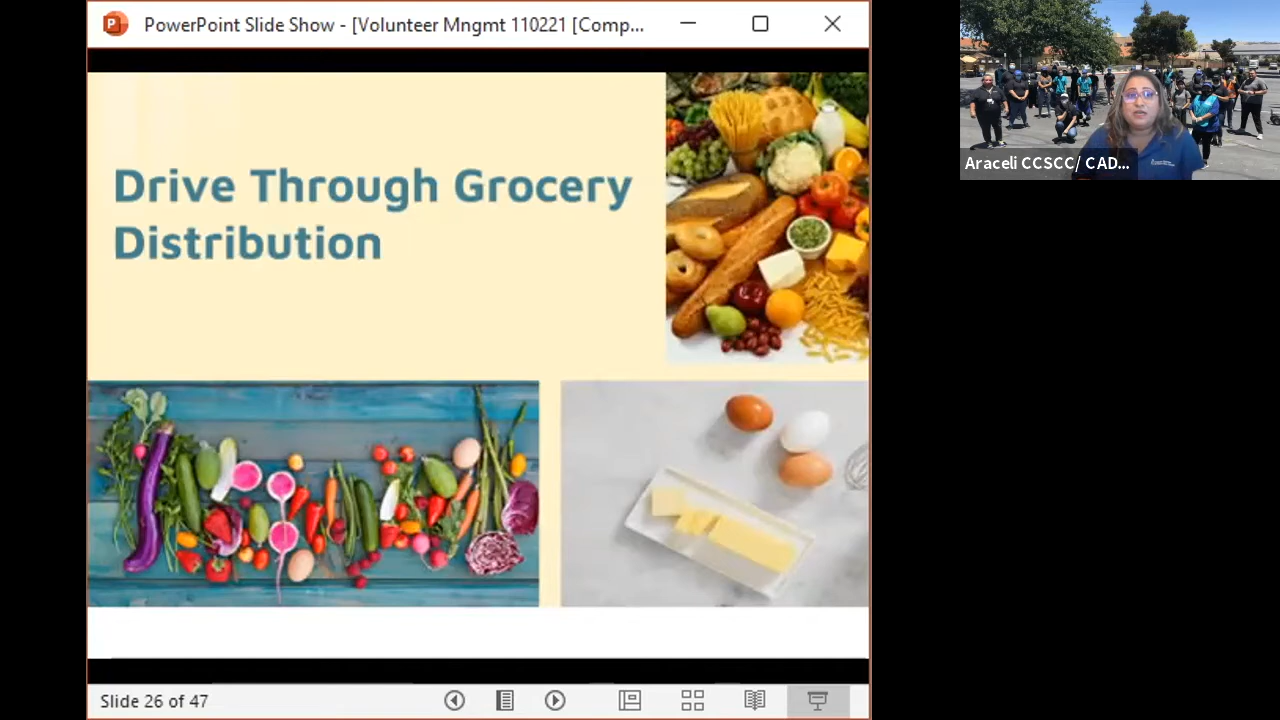 PowerPoint Slide Show - [Volunteer Mngmt 110221 [Comp...
Drive Through Grocery
Distribution
Slide 26 of 47
Araceli CCSCC/ CAD...